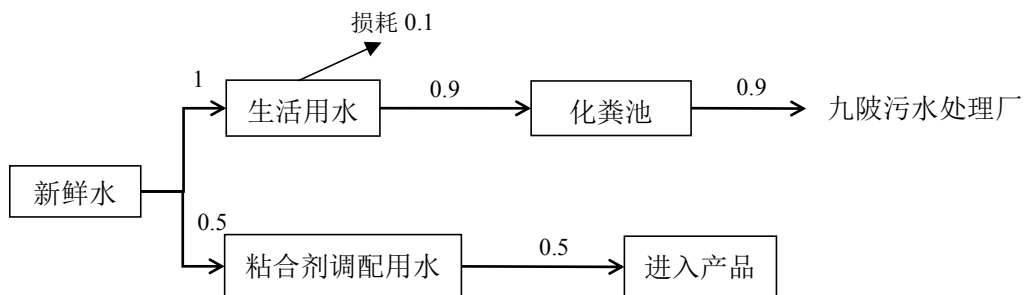 损耗 0.1
1
生活用水
0.9
化粪池
0.9
九陂污水处理厂
新鲜水
0.5
粘合剂调配用水
0.5
进入产品